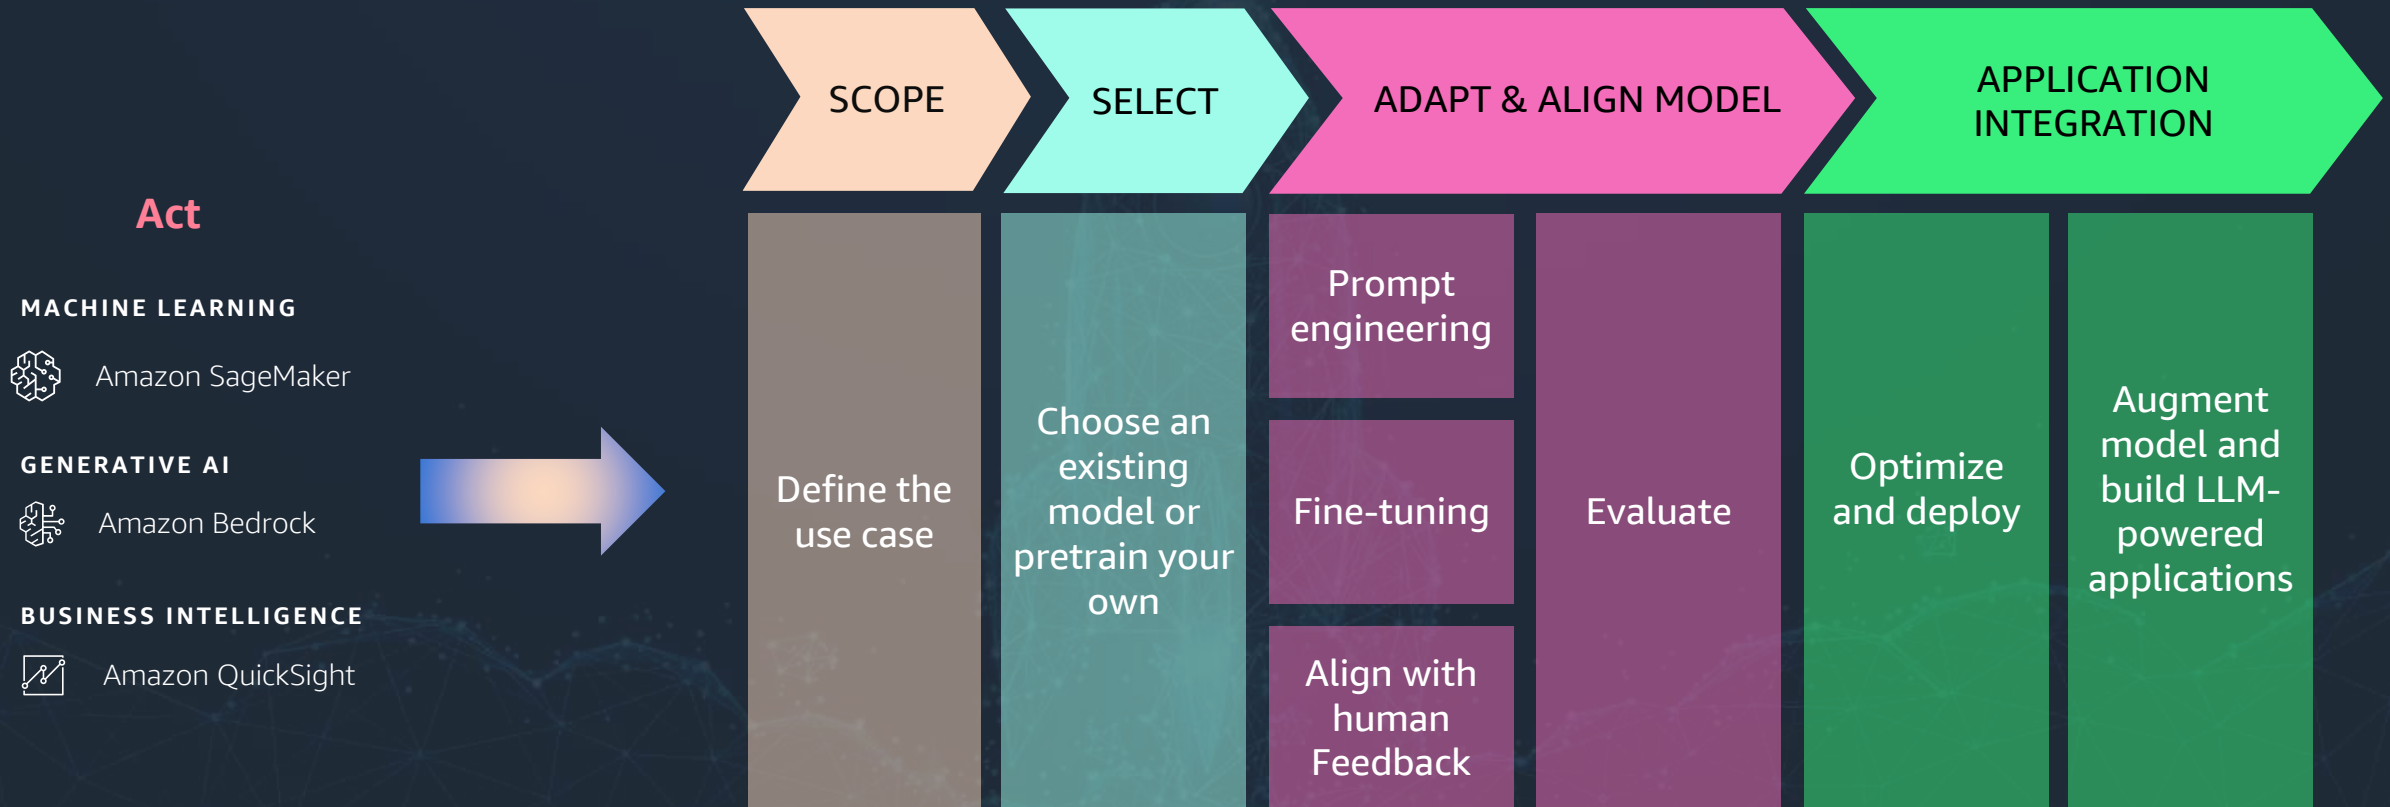 Act
MACHINE LEARNING
Amazon SageMaker
GENERATIVE AI
Amazon Bedrock
BUSINESS INTELLIGENCE
Amazon QuickSight
SCOPE
Define the
use case
SELECT
Choose an
existing
model or
pretrain your
own
ADAPT & ALIGN MODEL
Prompt
engineering
Fine-tuning
Align with
human
Feedback
Evaluate
APPLICATION
INTEGRATION
Optimize
and deploy
Augment
model and
build LLM-
powered
applications